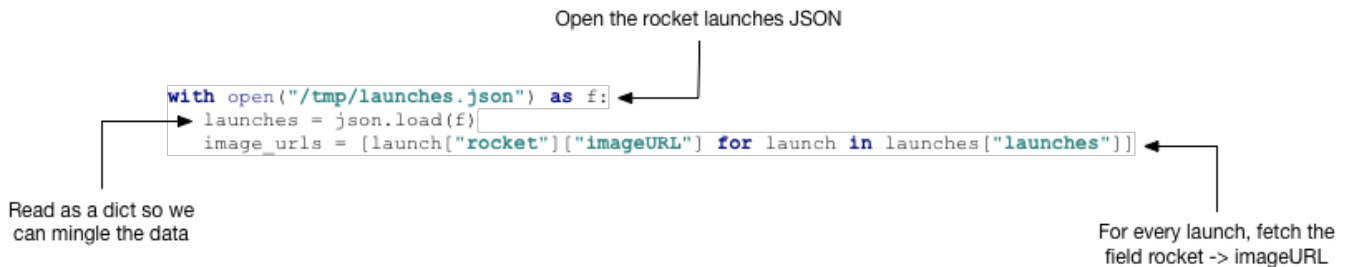 Open the rocket launches JSON
with open("/tmp/launches.json") as f:
launches = json.load(f)
image_urls = [launch["rocket"]["imageURL"] for launch in launches["launches"]]
Read as a dict so we
can mingle the data
For every launch, fetch the
field rocket -> imageURL